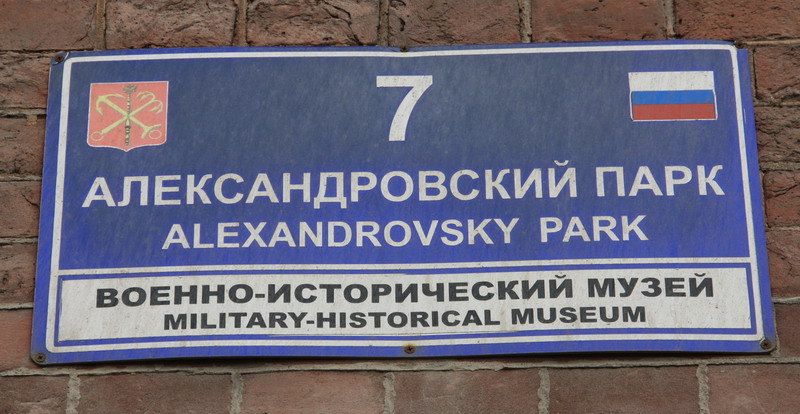 7
АЛЕКСАНДРОВСКИЙ ПАРК
ALEXANDROVSKY PARK
ВОЕННО-ИСТОРИЧЕСКИЙ МУЗЕЙ
MILITARY-HISTORICAL MUSEUM